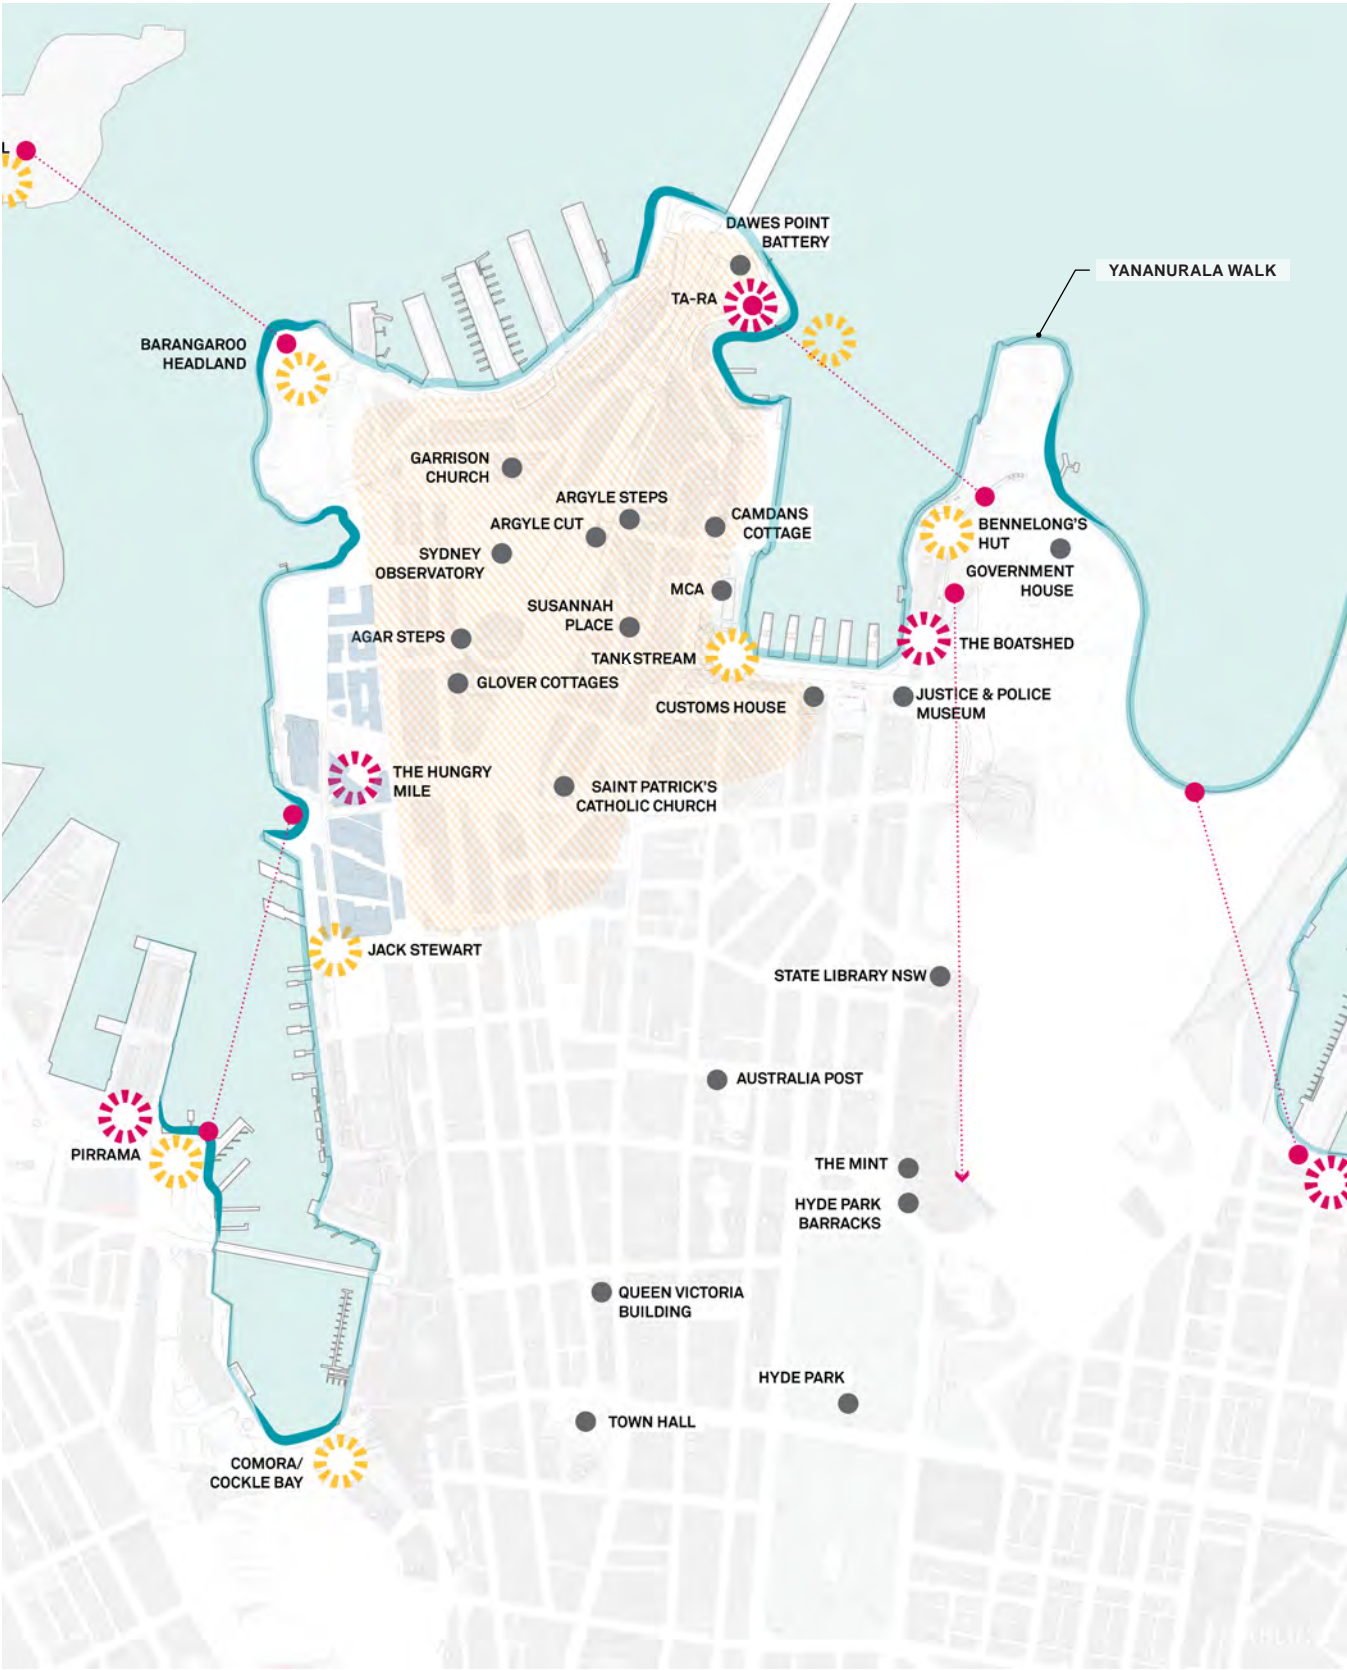 L
DAWES POINT
BATTERY
YANANURALA WALK
TA-RA
BARANGAROO
HEADLAND
GARRISON
CHURCH
ARGYLE STEPS
ARGYLE CUT
CAMDANS
COTTAGE
SYDNEY
OBSERVATORY
BENNELONG'S
HUT
GOVERNMENT
HOUSE
MCA
SUSANNAH
PLACE
AGAR STEPS
TANK STREAM
THE BOATSHED
GLOVER COTTAGES
CUSTOMS HOUSE
JUSTICE & POLICE
MUSEUM
THE HUNGRY
MILE
SAINT PATRICK'S
CATHOLIC CHURCH
JACK STEWART
STATE LIBRARY NSW
AUSTRALIA POST
PIRRAMA
THE MINT
HYDE PARK
BARRACKS
QUEEN VICTORIA
BUILDING
HYDE PARK
TOWN HALL
COMORA/
COCKLE BAY